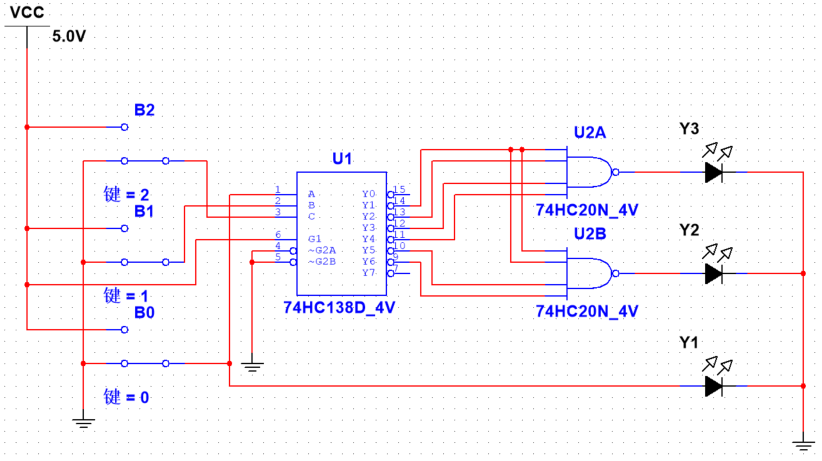 VCC
5.0V
B2
键 = 2
B1
键 = 1
B0
键 = 0
U1
1 A Y0 15
2 B Y1 14
3 C Y2 13
Y3 12
6 G1 Y4 11
4 ~G2A Y5 10
5 ~G2B Y6 9
Y7 7
74HC138D_4V
U2A
74HC20N_4V
U2B
74HC20N_4V
Y3
Y2
Y1